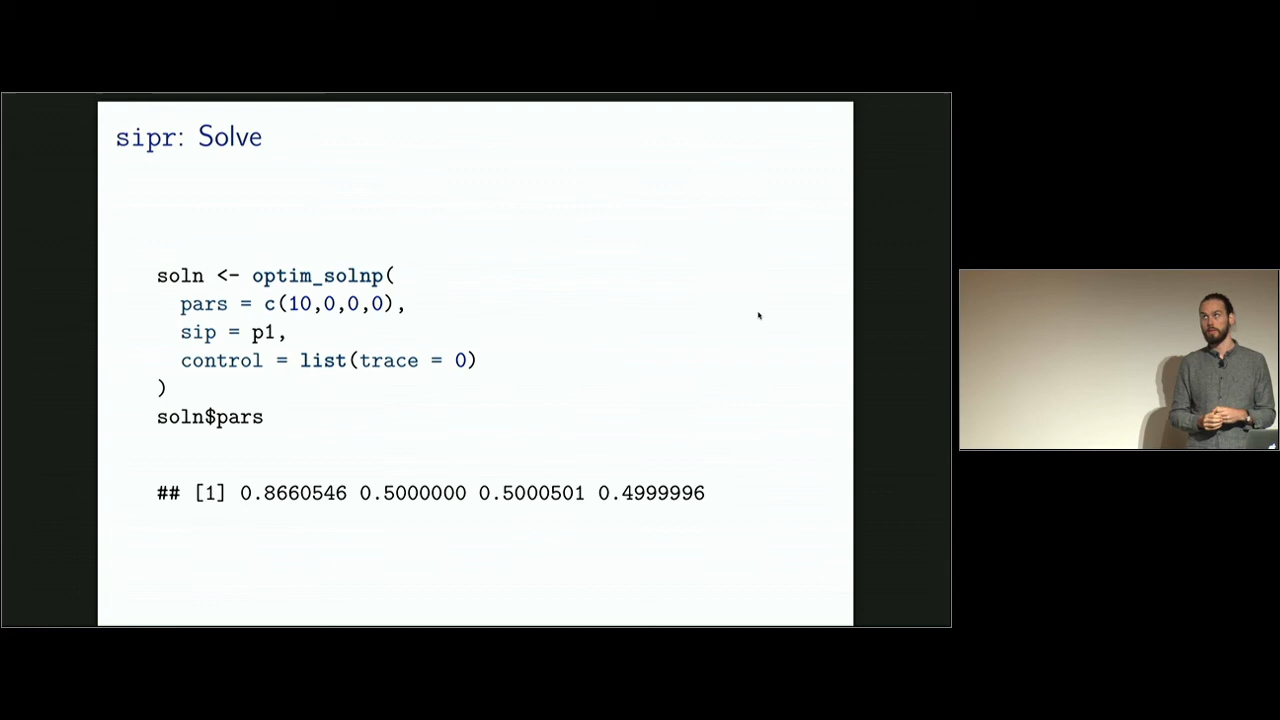 sipr: Solve
soln <- optim_solnp(
  pars = c(10,0,0,0),
  sip = p1,
  control = list(trace = 0)
)
soln$pars
## [1] 0.8660546 0.5000000 0.5000501 0.4999996